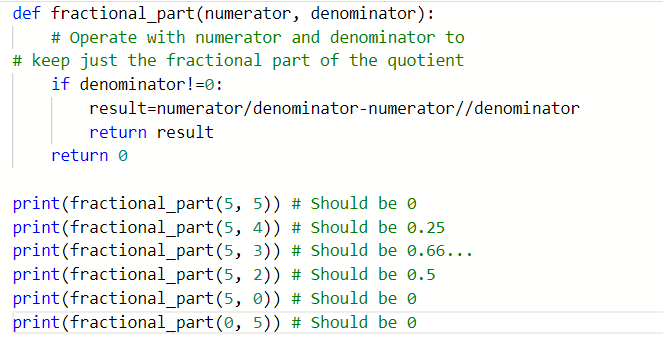 def fractional_part(numerator, denominator):
    # Operate with numerator and denominator to
# keep just the fractional part of the quotient
    if denominator!=0:
        result=numerator/denominator-numerator//denominator
        return result
    return 0

print(fractional_part(5, 5)) # Should be 0
print(fractional_part(5, 4)) # Should be 0.25
print(fractional_part(5, 3)) # Should be 0.66...
print(fractional_part(5, 2)) # Should be 0.5
print(fractional_part(5, 0)) # Should be 0
print(fractional_part(0, 5)) # Should be 0